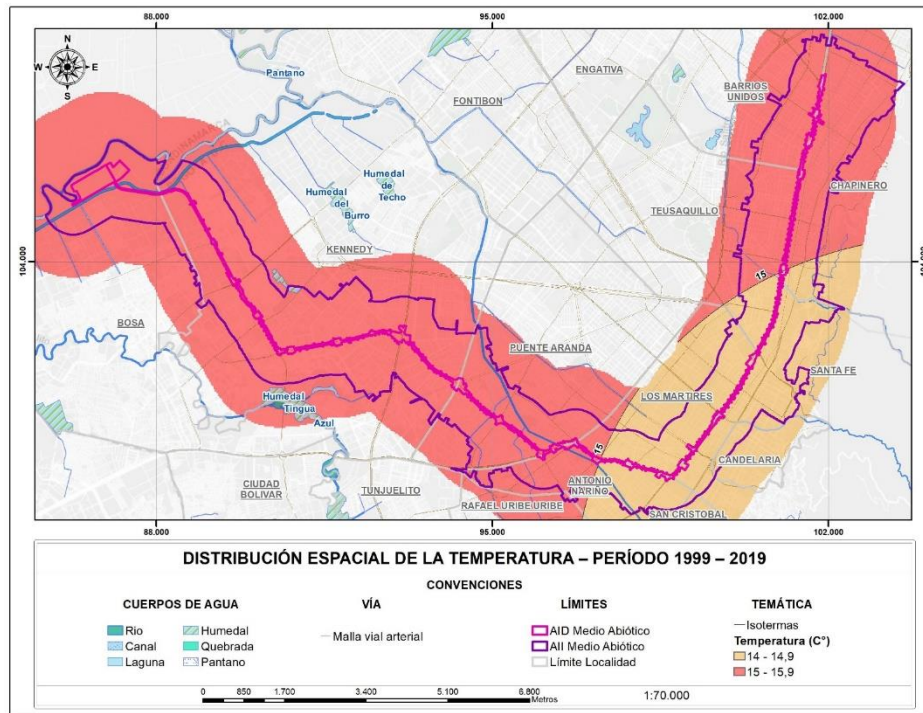 88.000 95.000 102.000
N
W E
S
Pantano
ENGATIVA
FONTIBON
BARRIOS
UNIDOS
CHAPINERO
Humedal
de
Techo
Humedal
del
Burro
TEUSAQUILLO
KENNEDY
104.000
15
BOSA
PUENTE ARANDA
SANTA FE
LOS MARTIRES
Humedal
Tingua
Azul
15
CANDELARIA
CIUDAD
BOLIVAR
TUNJUELITO
ANTONIO
NARIÑO
RAFAEL URIBE URIBE
SAN CRISTOBAL
88.000 95.000 102.000
DISTRIBUCIÓN ESPACIAL DE LA TEMPERATURA – PERÍODO 1999 – 2019
CONVENCIONES
CUERPOS DE AGUA VÍA LÍMITES TEMÁTICA
Rio Humedal Malla vial arterial AID Medio Abiótico Isotermas
Canal Quebrada AII Medio Abiótico Temperatura (C°)
Laguna Pantano Límite Localidad 14 - 14,9
15 - 15,9
0 850 1.700 3.400 5.100 6.800
Metros
1:70.000